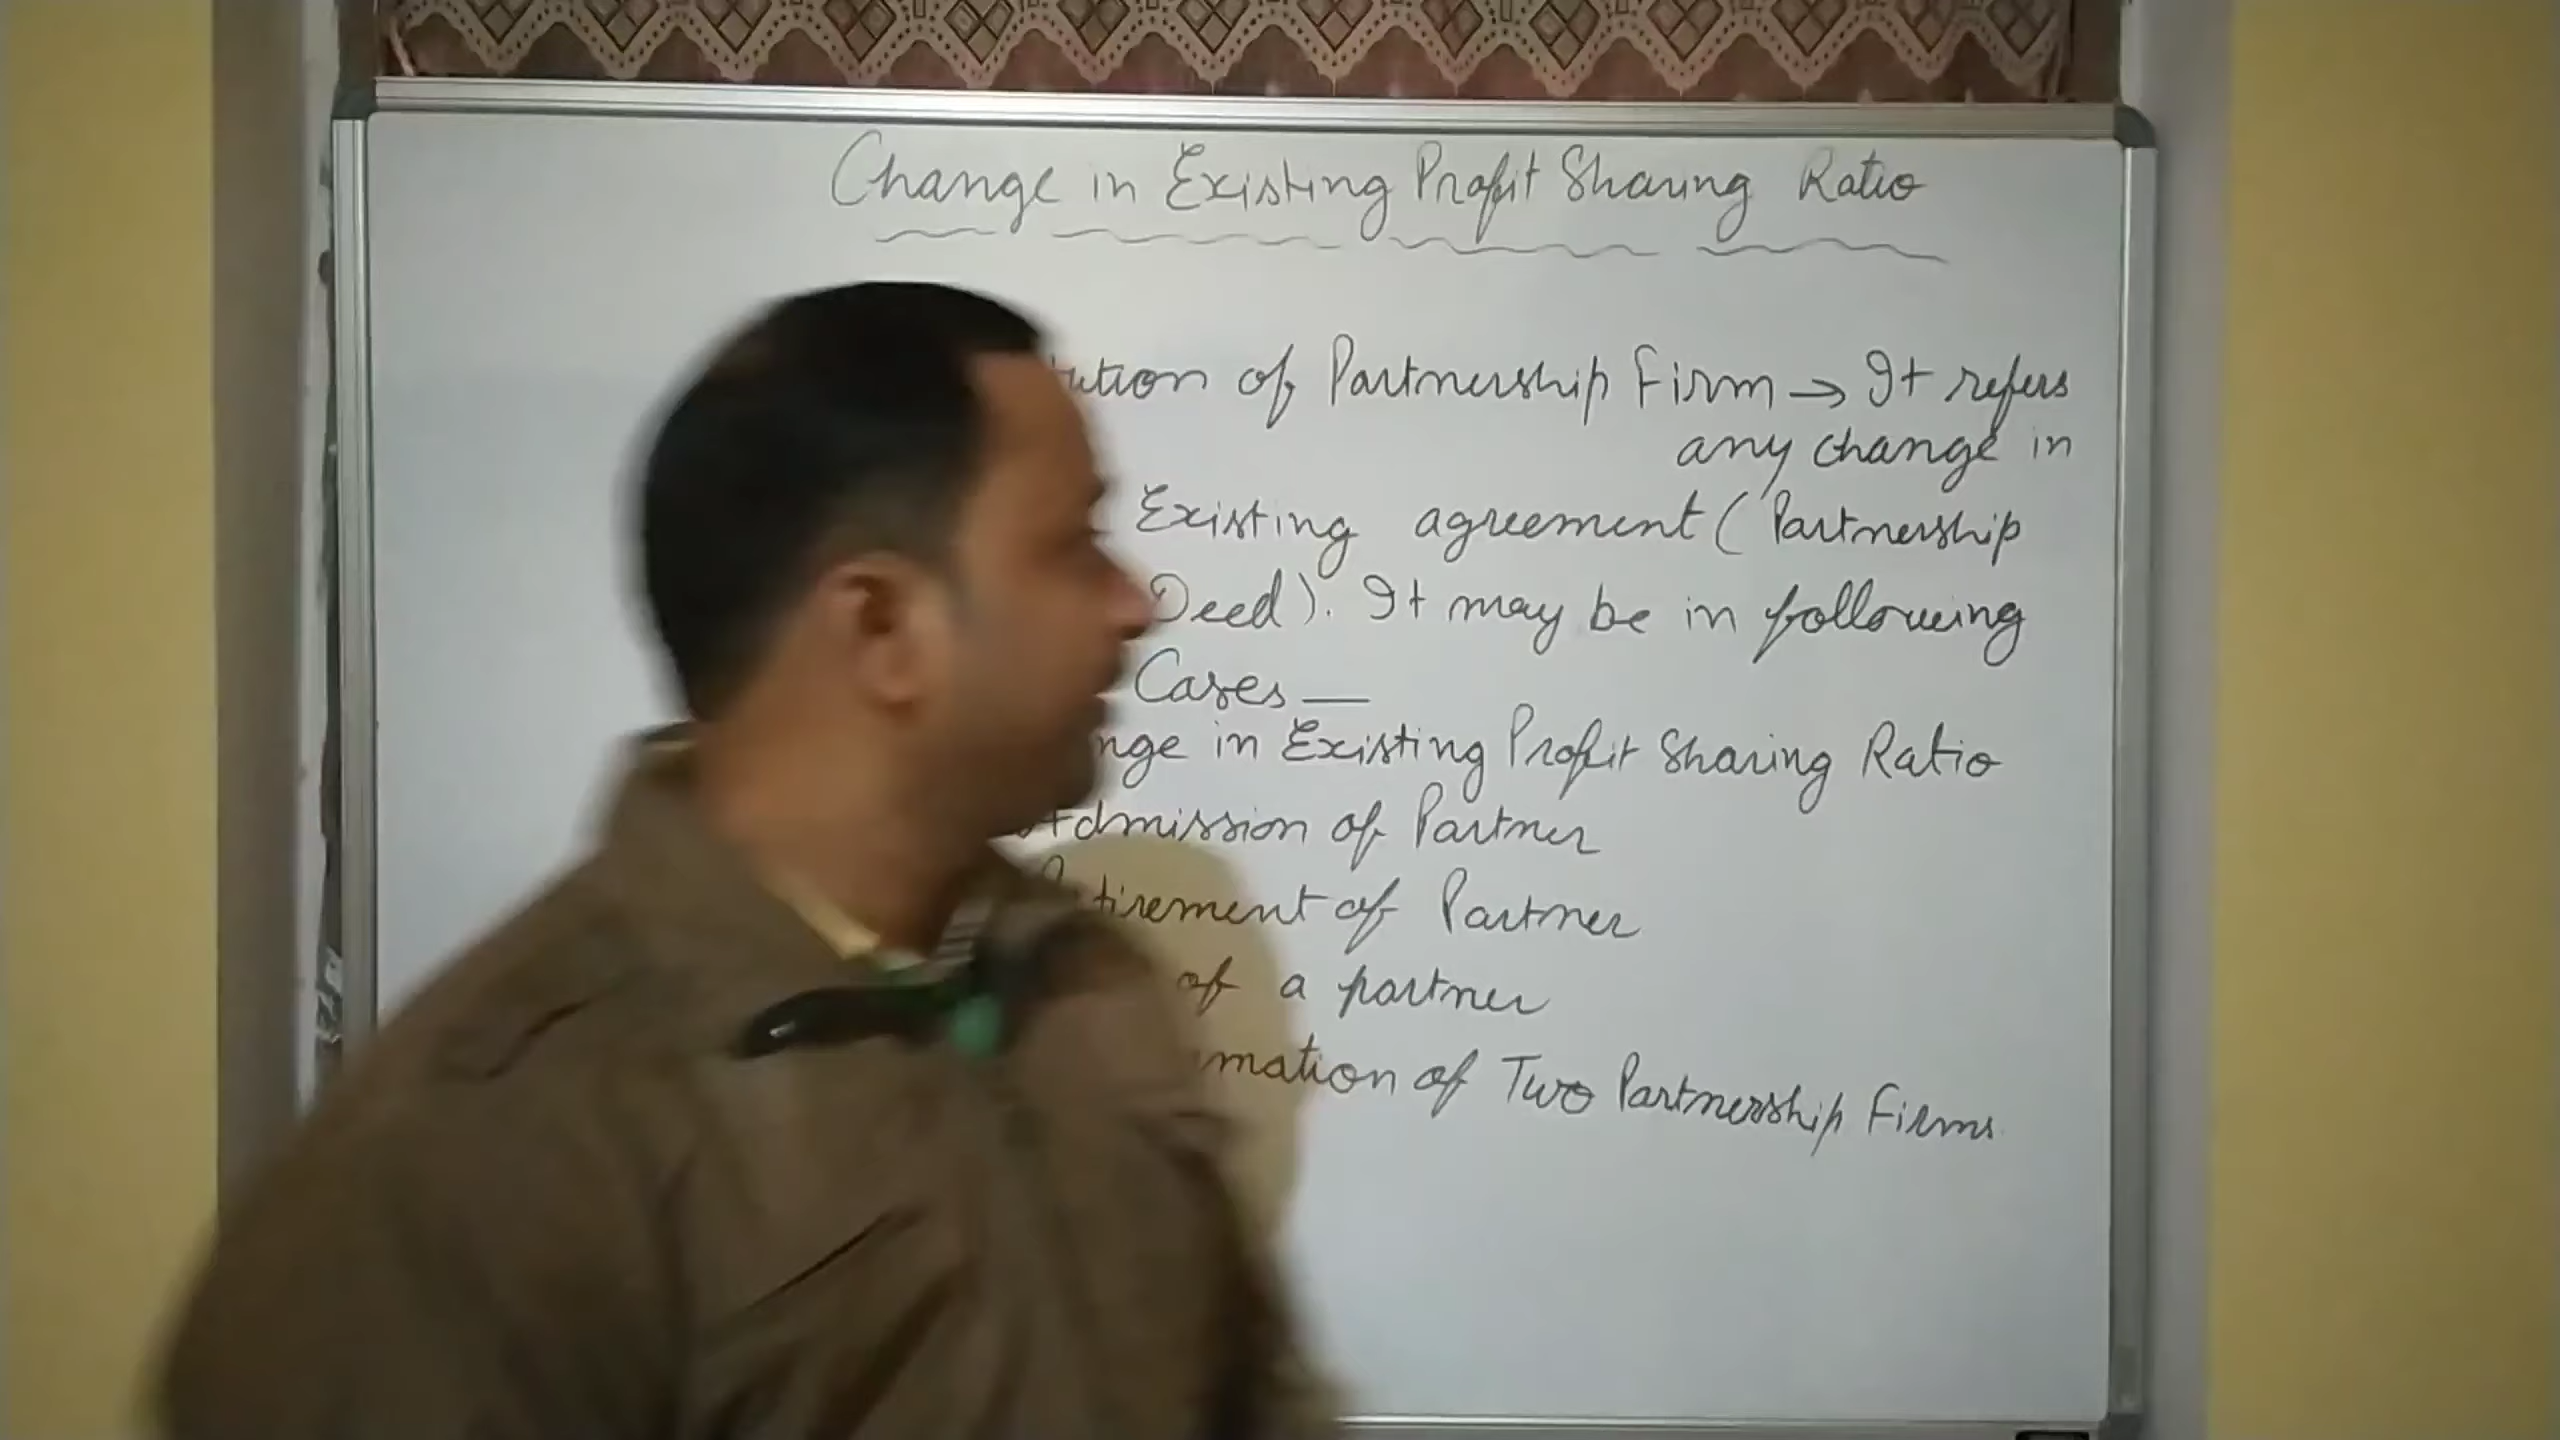 Change in Existing Profit Sharing Ratio
of Partnership Firm → It refers
any change in
Existing agreement (Partnership
Deed). It may be in following
Cases —
in Existing Profit Sharing Ratio
Admission of Partner
of Partner
of a partner
of Two Partnership Firms